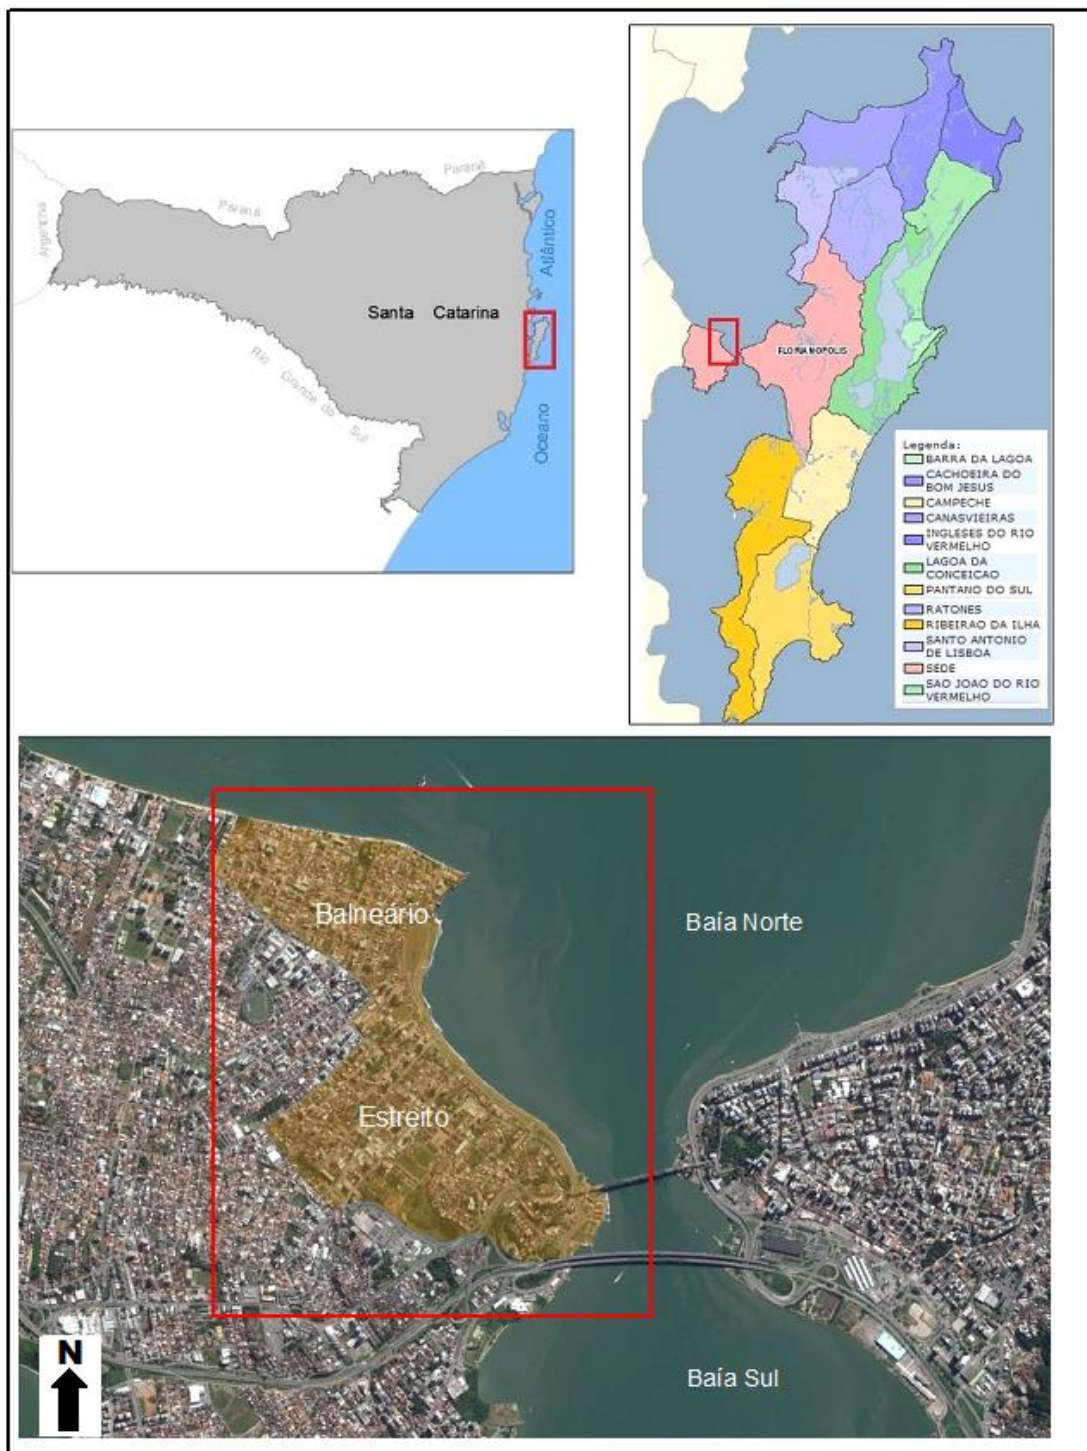 Paraná
Paraná
Argentina
Atlântico
Santa Catarina
Rio Grande do Sul
Oceano
FLORIANOPOLIS
Legenda:
BARRA DA LAGOA
CACHOEIRA DO
BOM JESUS
CAMPECHE
CANASVIEIRAS
INGLESES DO RIO
VERMELHO
LAGOA DA
CONCEICAO
PANTANO DO SUL
RATONES
RIBEIRAO DA ILHA
SANTO ANTONIO
DE LISBOA
SEDE
SAO JOAO DO RIO
VERMELHO
Balneário
Baía Norte
Estreito
N
Baía Sul